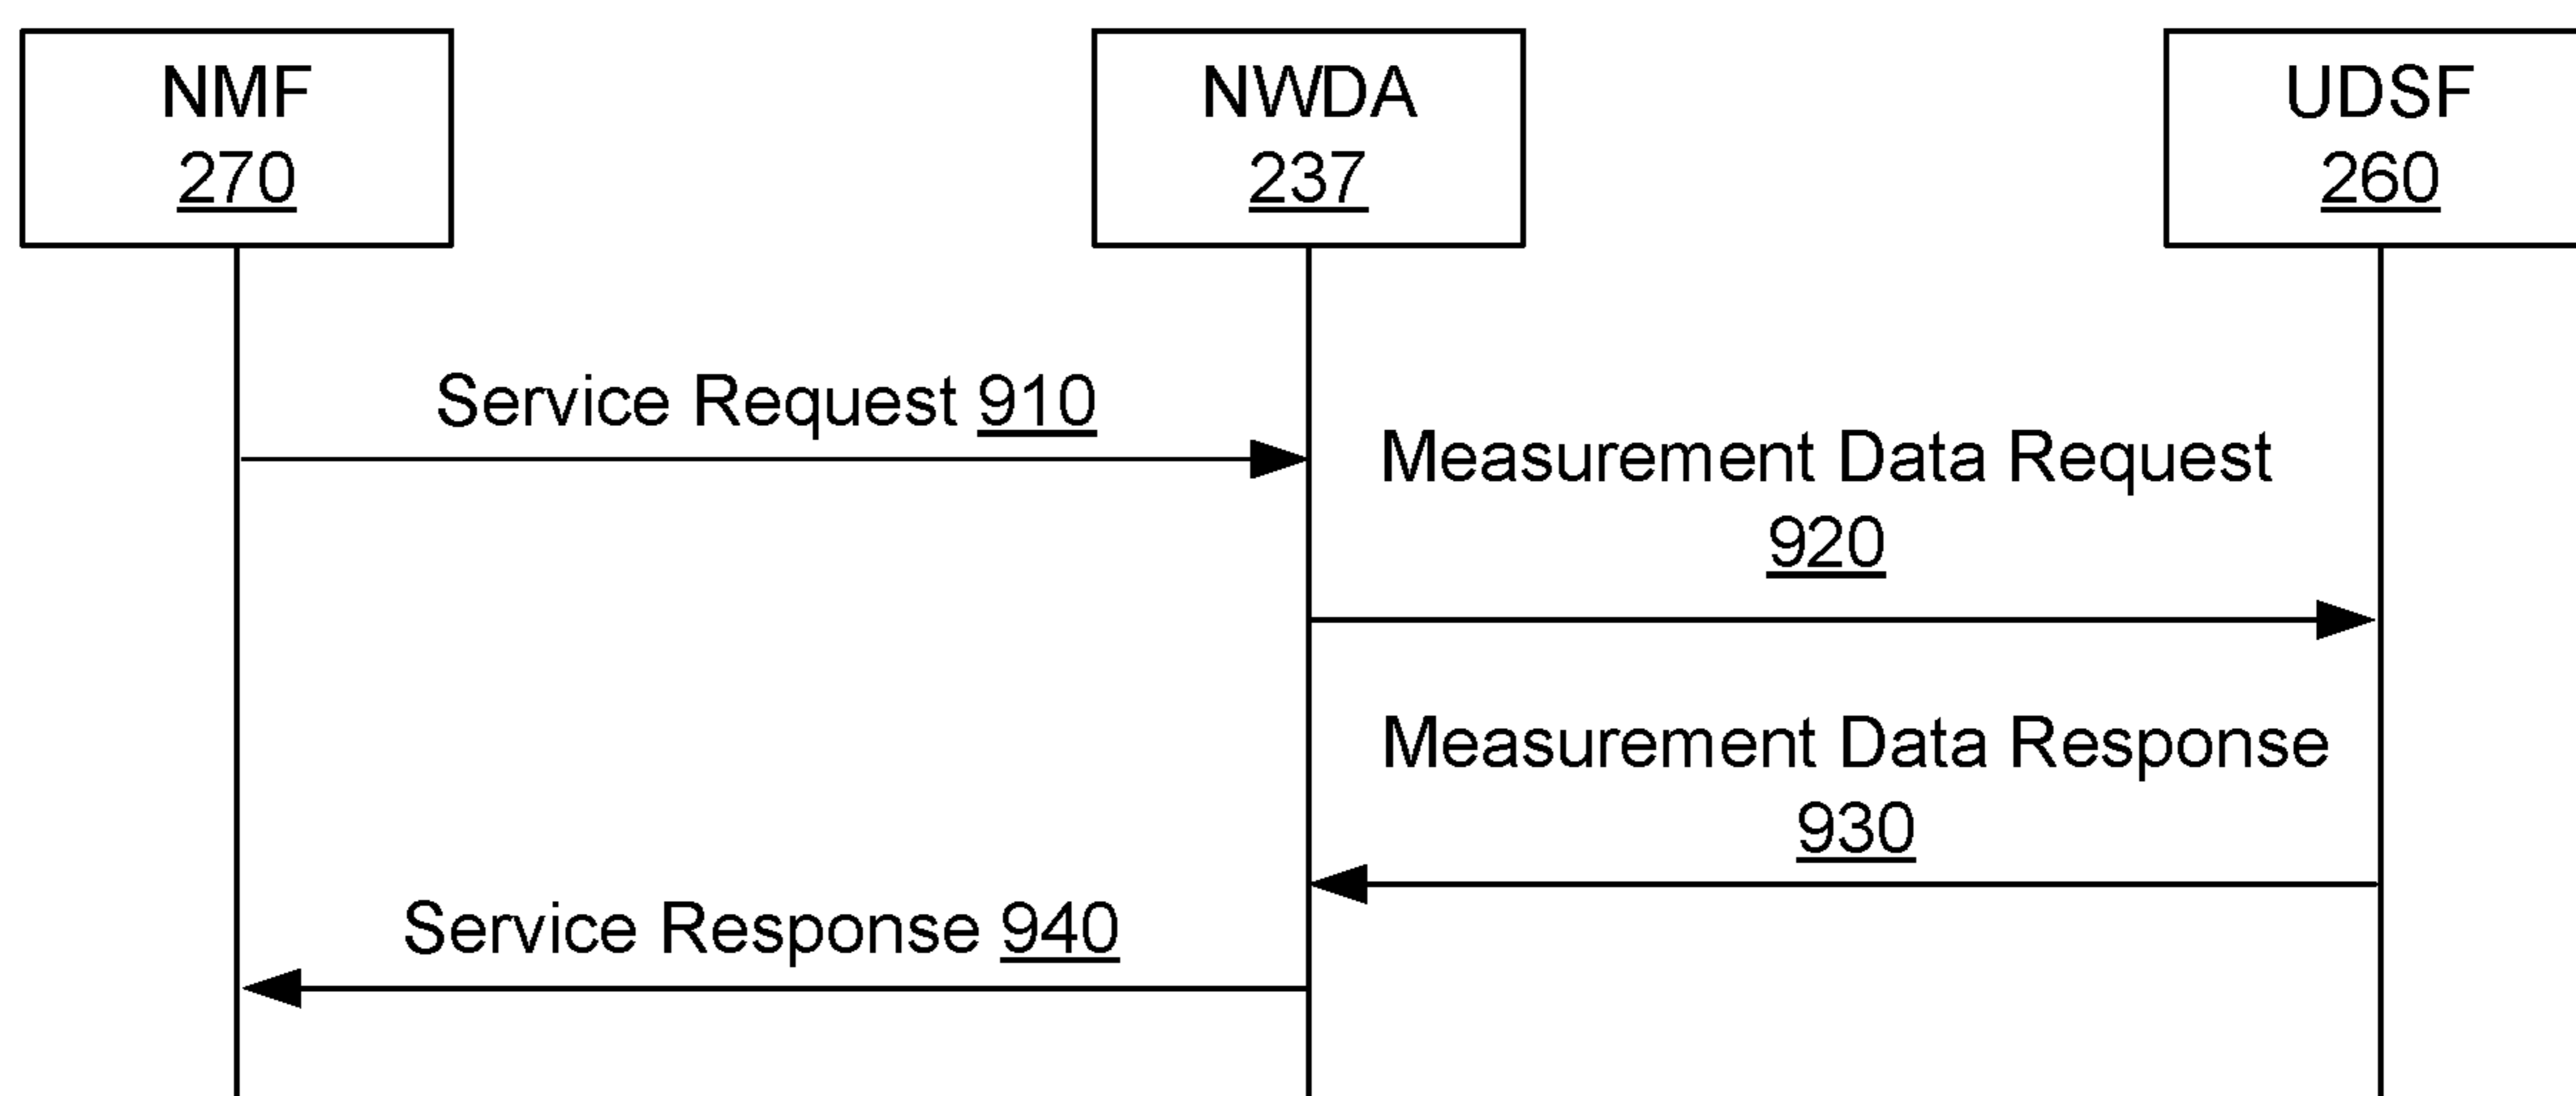 NMF
270
NWDA
237
UDSF
260
Service Request 910
Measurement Data Request
920
Measurement Data Response
930
Service Response 940